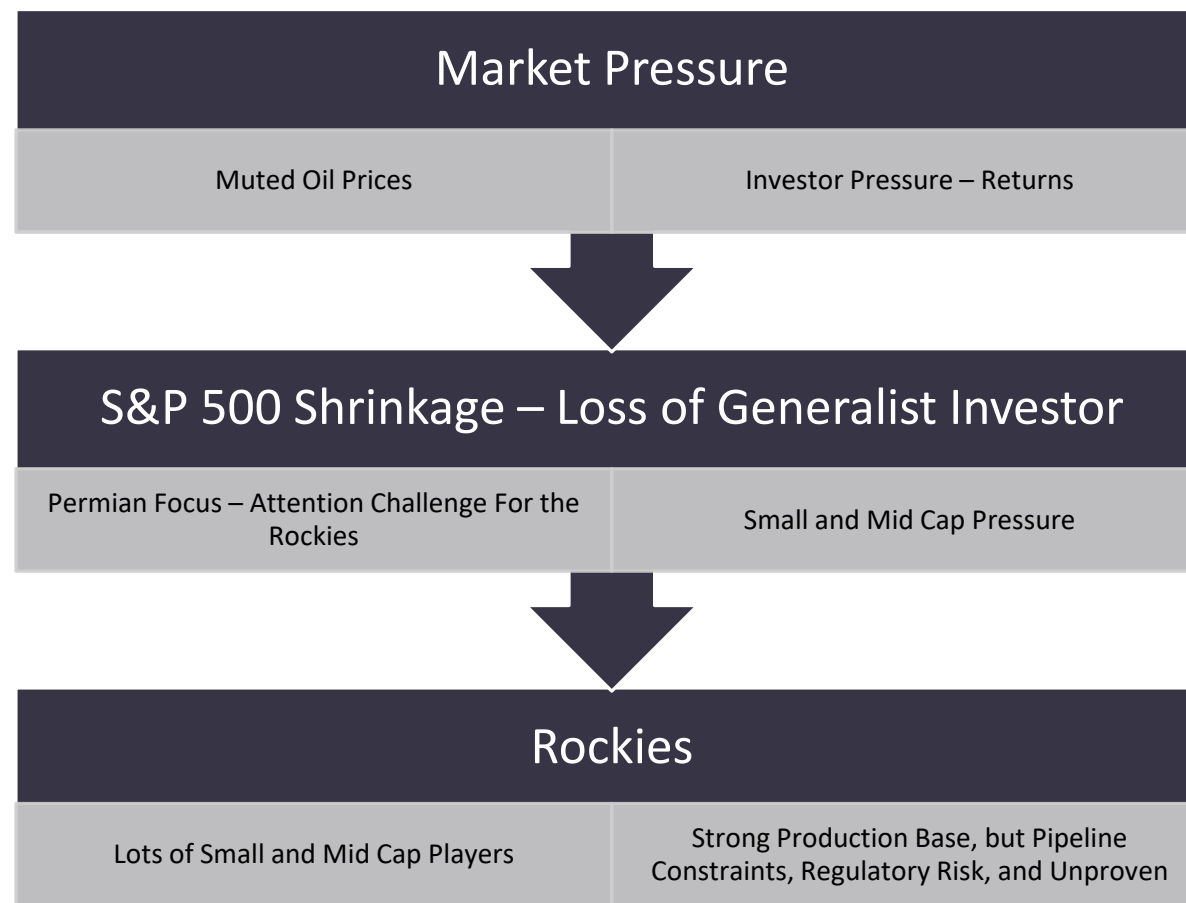 Market Pressure
Muted Oil Prices
Investor Pressure – Returns
S&P 500 Shrinkage – Loss of Generalist Investor
Permian Focus – Attention Challenge For the
Rockies
Small and Mid Cap Pressure
Rockies
Lots of Small and Mid Cap Players
Strong Production Base, but Pipeline
Constraints, Regulatory Risk, and Unproven